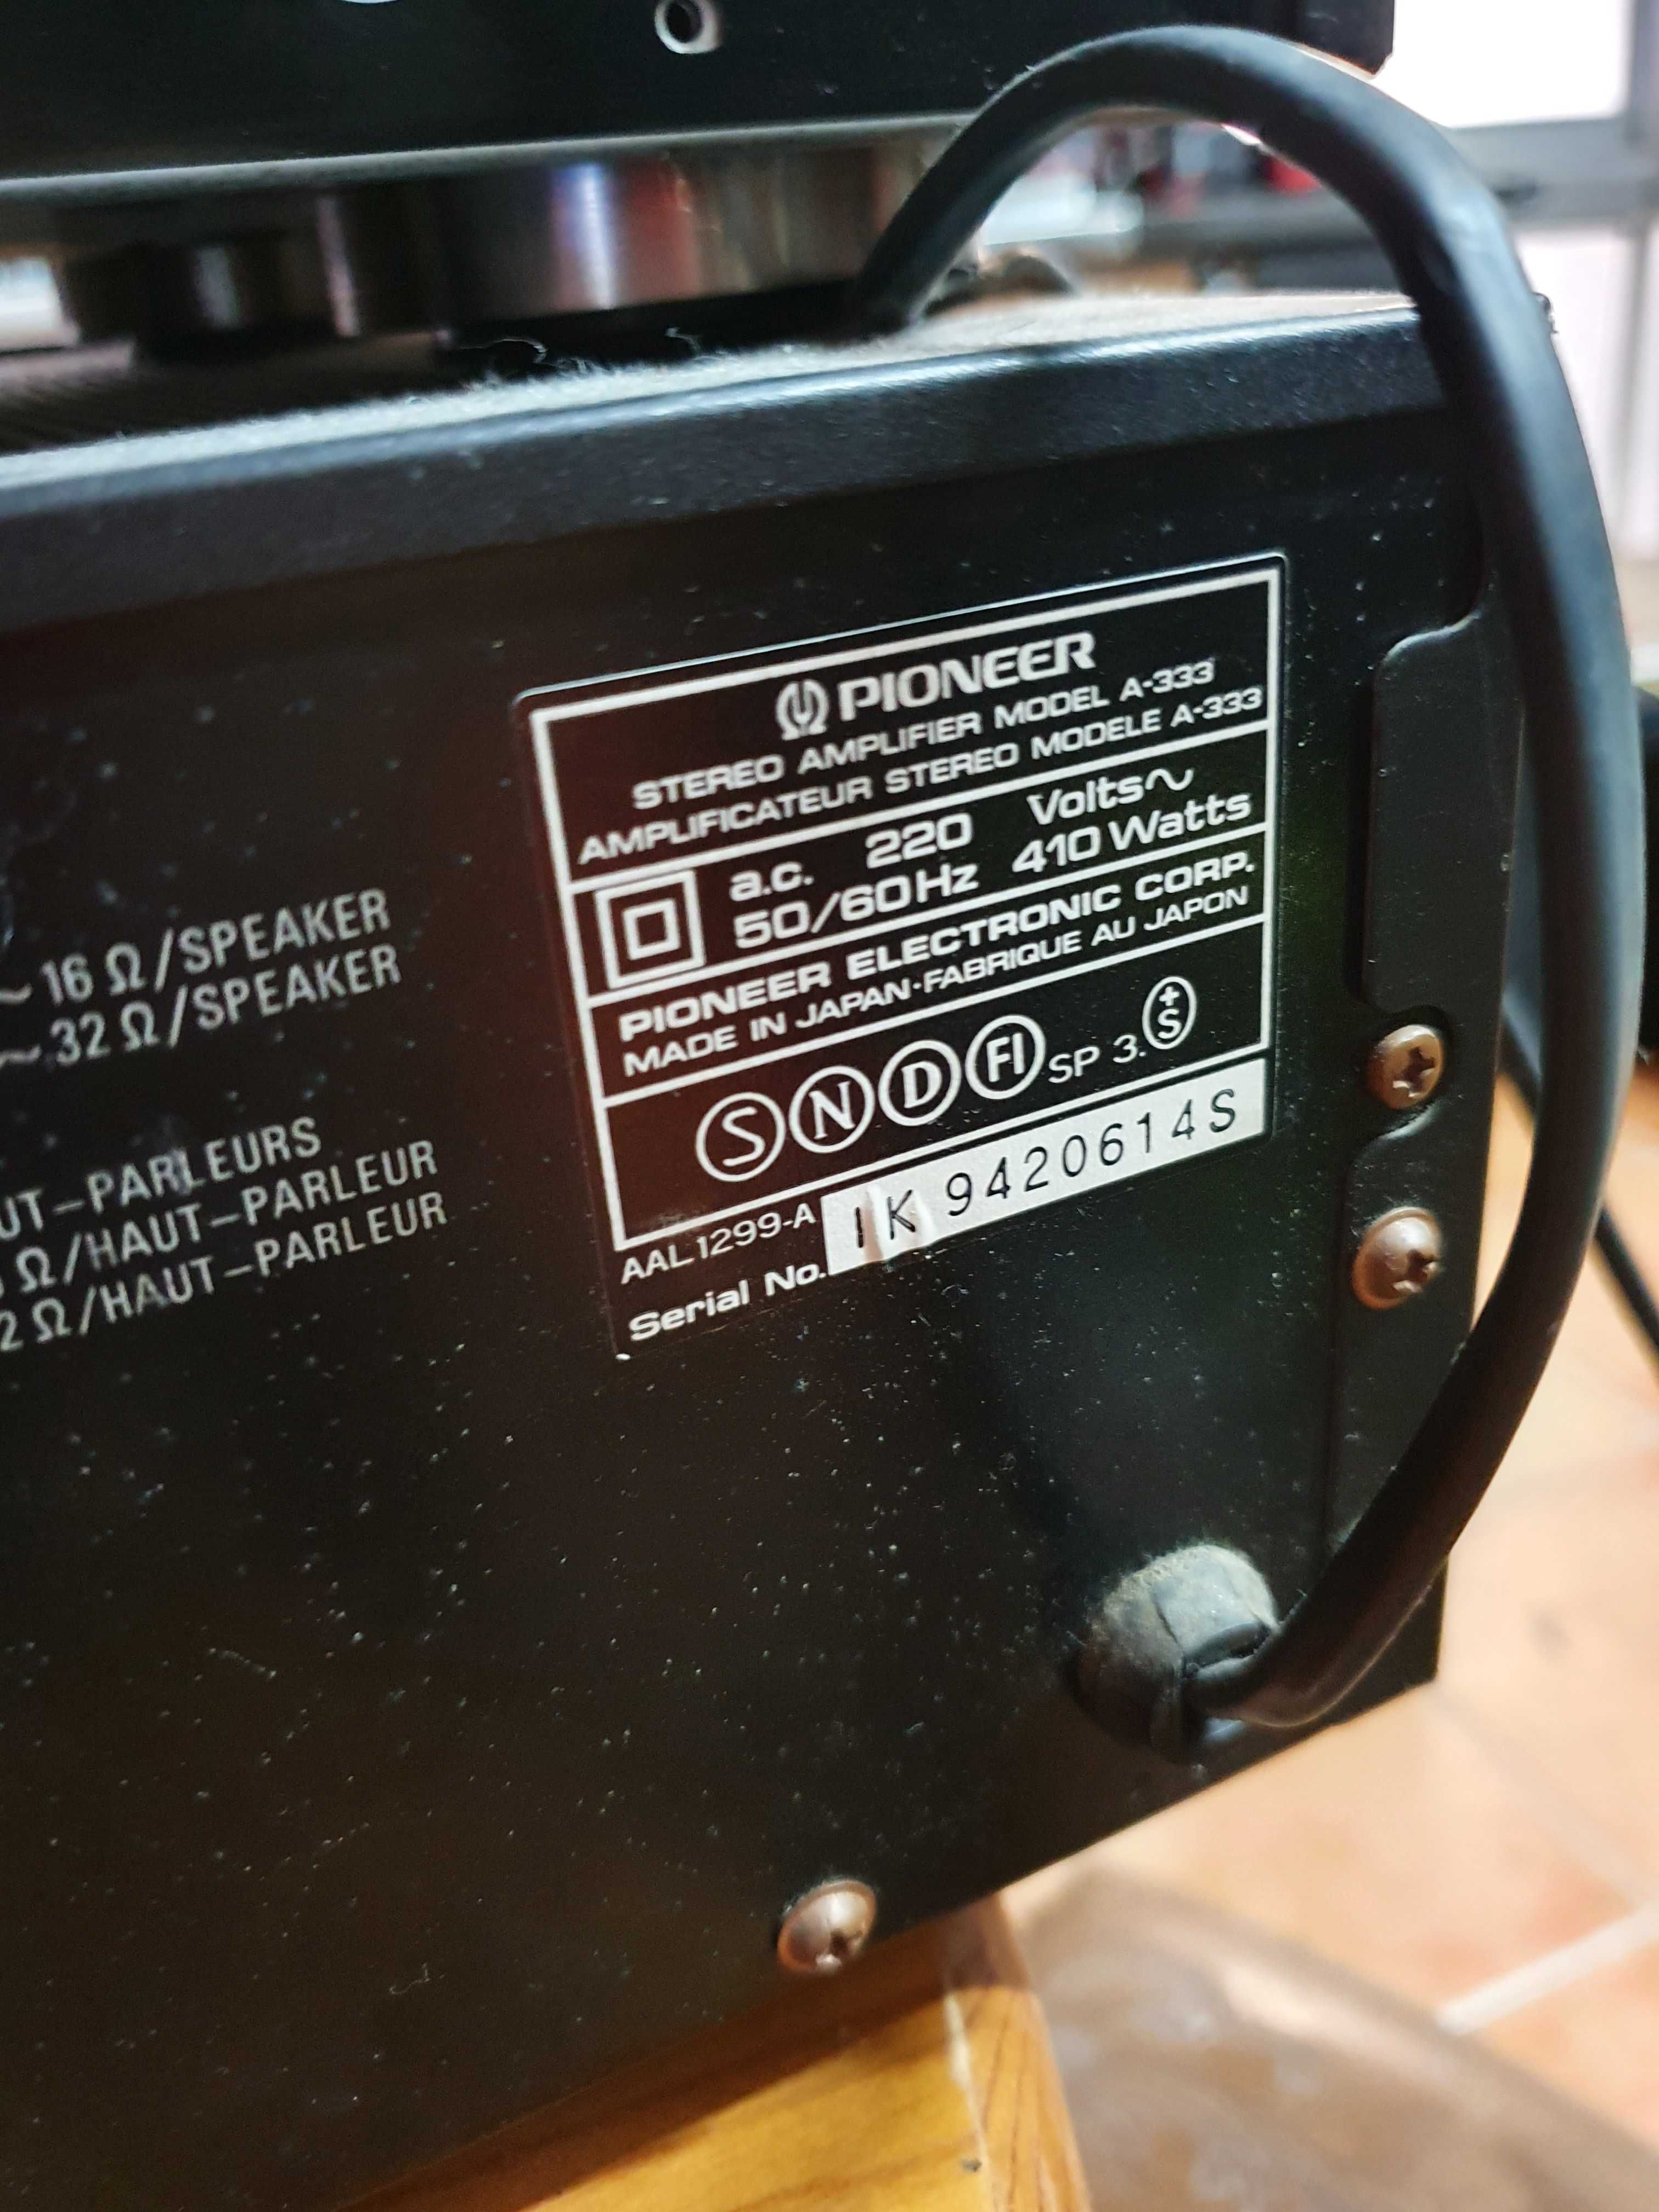 PIONEER
STEREO AMPLIFIER MODEL A-333
AMPLIFICATEUR STEREO MODELE A-333
a.c. 220 Volts~
50/60Hz 410 Watts
PIONEER ELECTRONIC CORP.
MADE IN JAPAN·FABRIQUE AU JAPON
S N D FI SP 3. +S
AAL1299-A
Serial No. IK9420614S
~16 Ω/SPEAKER
~32 Ω/SPEAKER
UT-PARLEURS
Ω/HAUT-PARLEUR
2 Ω/HAUT-PARLEUR